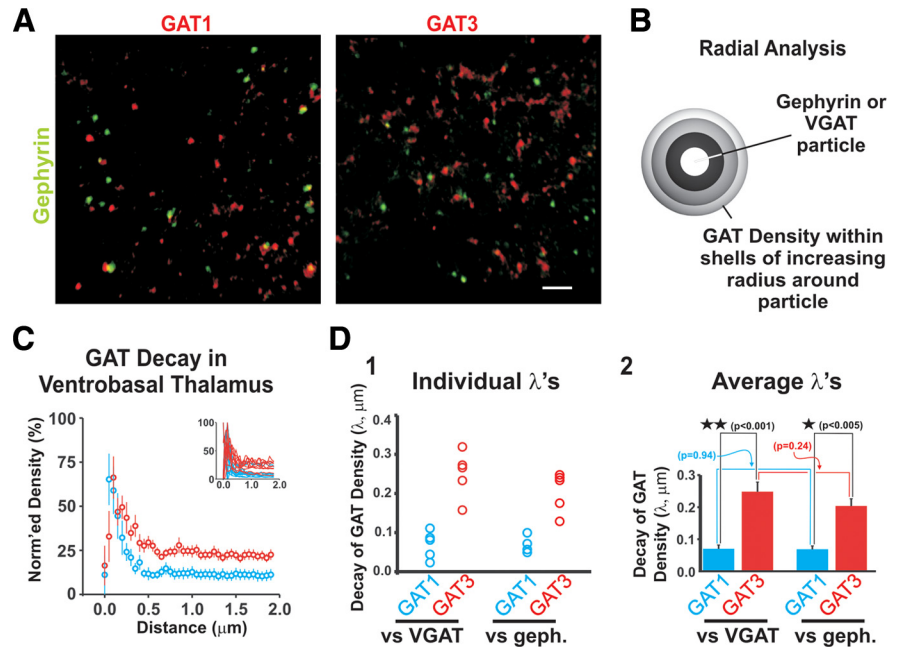 A
GAT1
GAT3
Gephyrin
B
Radial Analysis
Gephyrin or
VGAT
particle
GAT Density within
shells of increasing
radius around
particle
C
GAT Decay in
Ventrobasal Thalamus
Norm'ed Density (%)
100
75
50
25
0
100
50
0
0.0 1.0 2.0
0.0 0.5 1.0 1.5 2.0
Distance (μm)
D
1
Individual λ's
Decay of GAT Density (λ, μm)
0.4
0.3
0.2
0.1
0.0
GAT1 GAT3 GAT1 GAT3
vs VGAT vs geph.
2
Average λ's
★★ (p<0.001) ★ (p<0.005)
(p=0.94) (p=0.24)
Decay of GAT
Density (λ, μm)
0.3
0.2
0.1
0.0
GAT1 GAT3 GAT1 GAT3
vs VGAT vs geph.